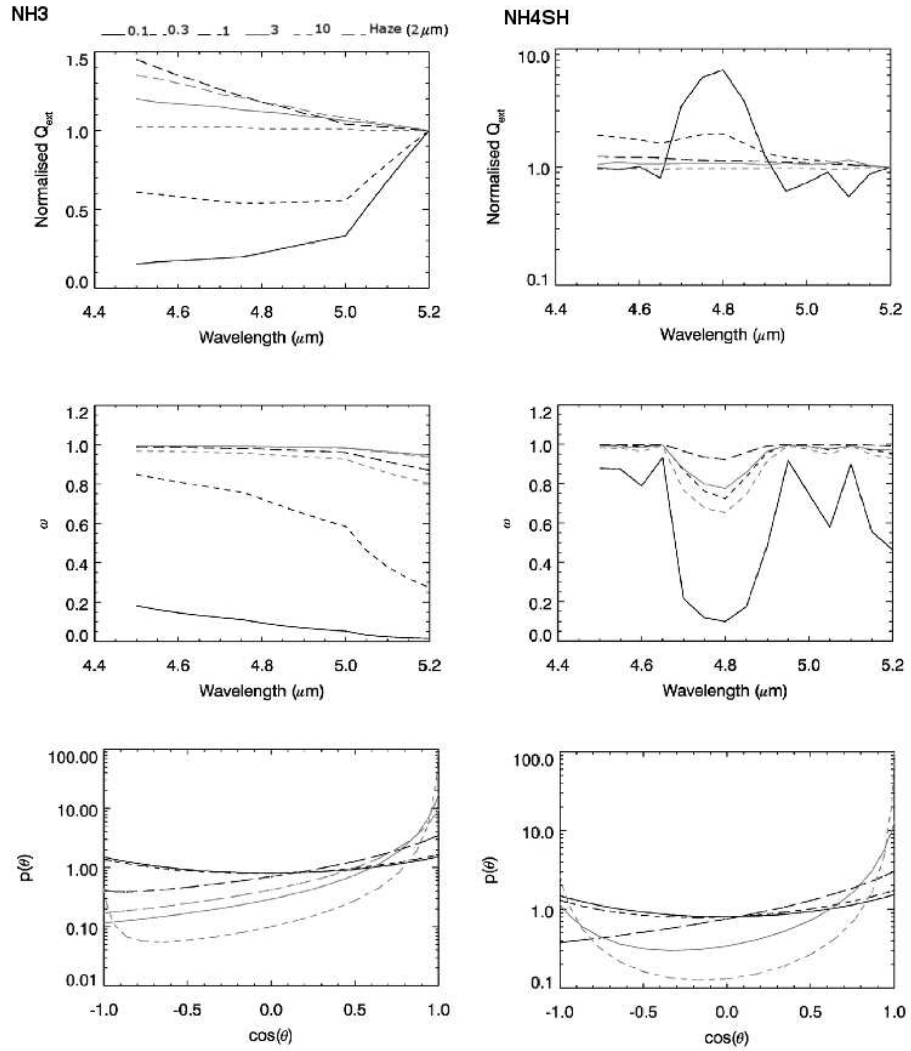 NH3
NH4SH
0.1 0.3 1 3 10 Haze (2μm)
1.5
1.0
0.5
0.0
Normalised Qext
4.4 4.6 4.8 5.0 5.2
Wavelength (μm)
10.0
1.0
0.1
Normalised Qext
4.4 4.6 4.8 5.0 5.2
Wavelength (μm)
1.2
1.0
0.8
0.6
0.4
0.2
0.0
ω
4.4 4.6 4.8 5.0 5.2
Wavelength (μm)
1.2
1.0
0.8
0.6
0.4
0.2
0.0
ω
4.4 4.6 4.8 5.0 5.2
Wavelength (μm)
100.00
10.00
1.00
0.10
0.01
p(θ)
-1.0 -0.5 0.0 0.5 1.0
cos(θ)
100.0
10.0
1.0
0.1
p(θ)
-1.0 -0.5 0.0 0.5 1.0
cos(θ)